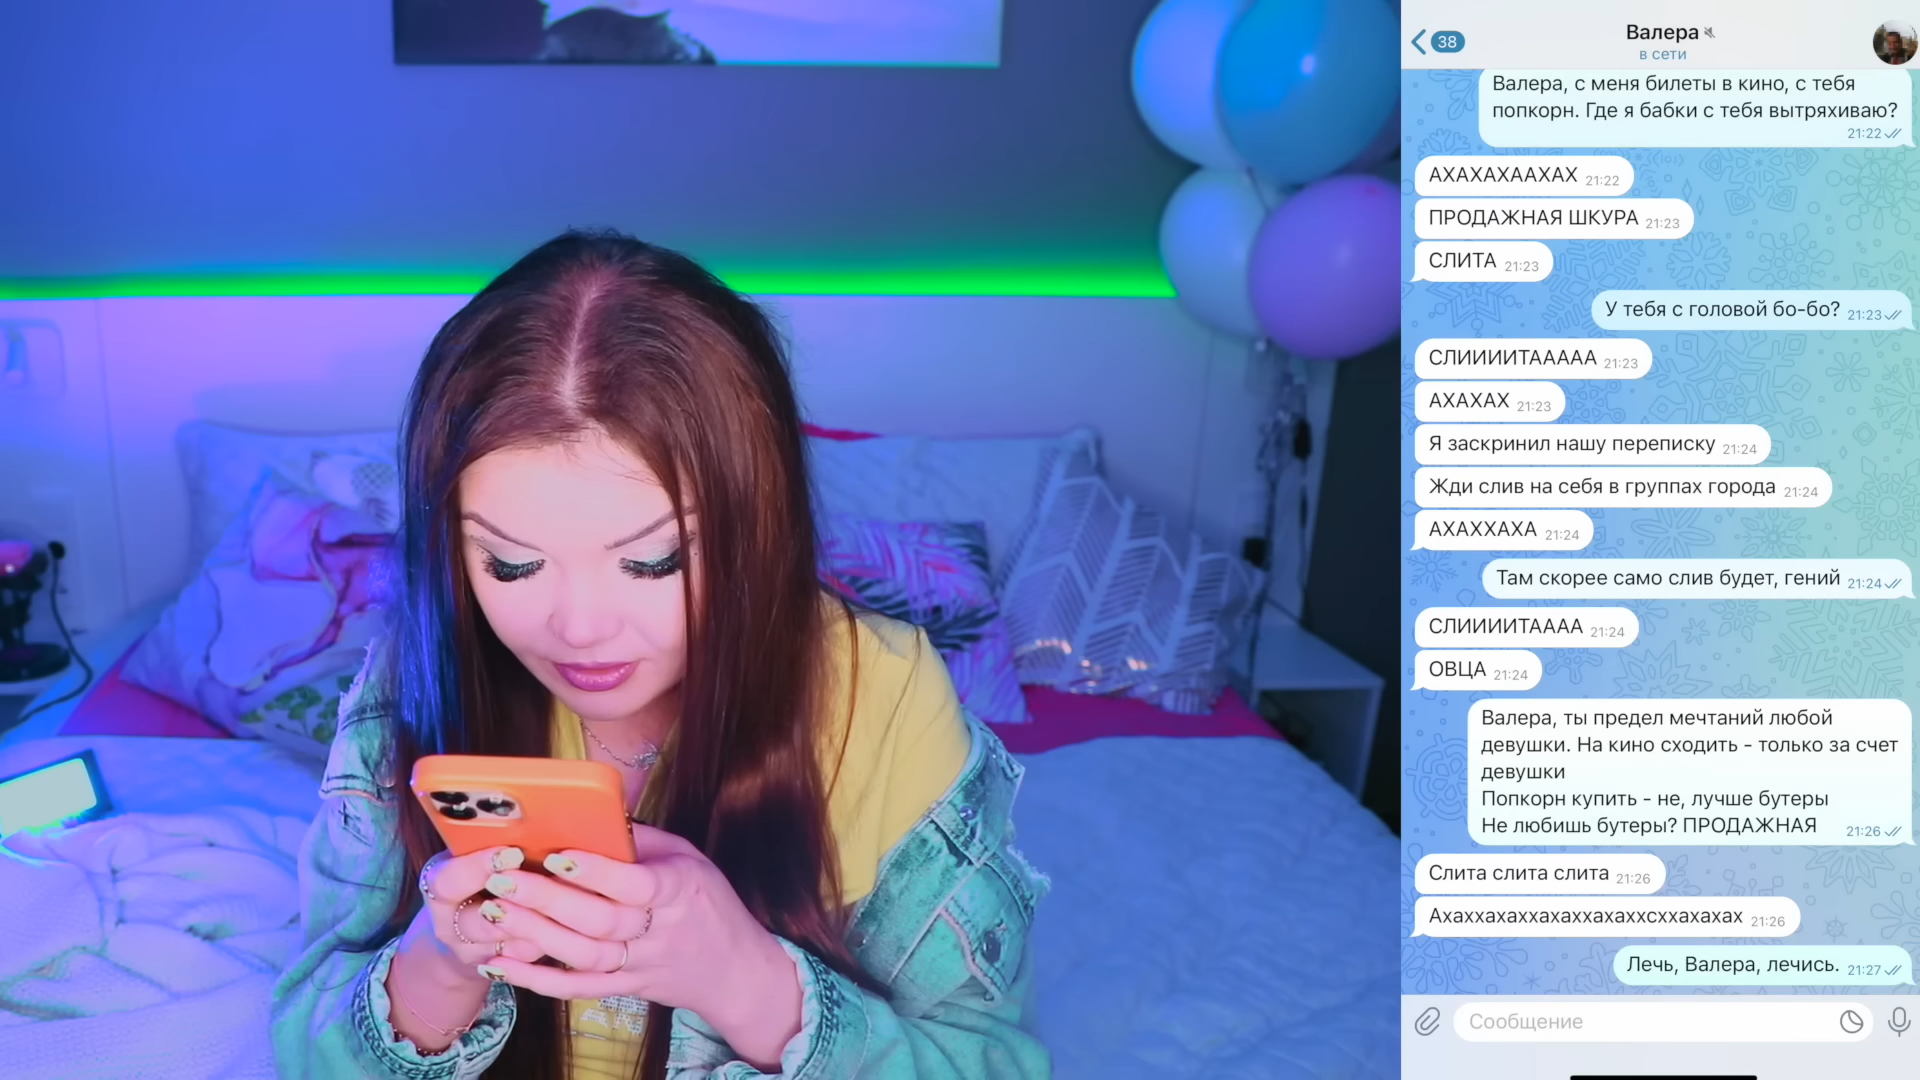 38
Валера
в сети
Валера, с меня билеты в кино, с тебя
попкорн. Где я бабки с тебя вытряхиваю?
21:22
АХАХАХААХАХ 21:22
ПРОДАЖНАЯ ШКУРА 21:23
СЛИТА 21:23
У тебя с головой бо-бо? 21:23
СЛИИИИТААААА 21:23
АХАХАХ 21:23
Я заскринил нашу переписку 21:24
Жди слив на себя в группах города 21:24
АХАХХАХА 21:24
Там скорее само слив будет, гений 21:24
СЛИИИИТАААА 21:24
ОВЦА 21:24
Валера, ты предел мечтаний любой
девушки. На кино сходить - только за счет
девушки
Попкорн купить - не, лучше бутеры
Не любишь бутеры? ПРОДАЖНАЯ 21:26
Слита слита слита 21:26
Ахаххахаххахаххахаххсххахахах 21:26
Лечь, Валера, лечись. 21:27
Сообщение